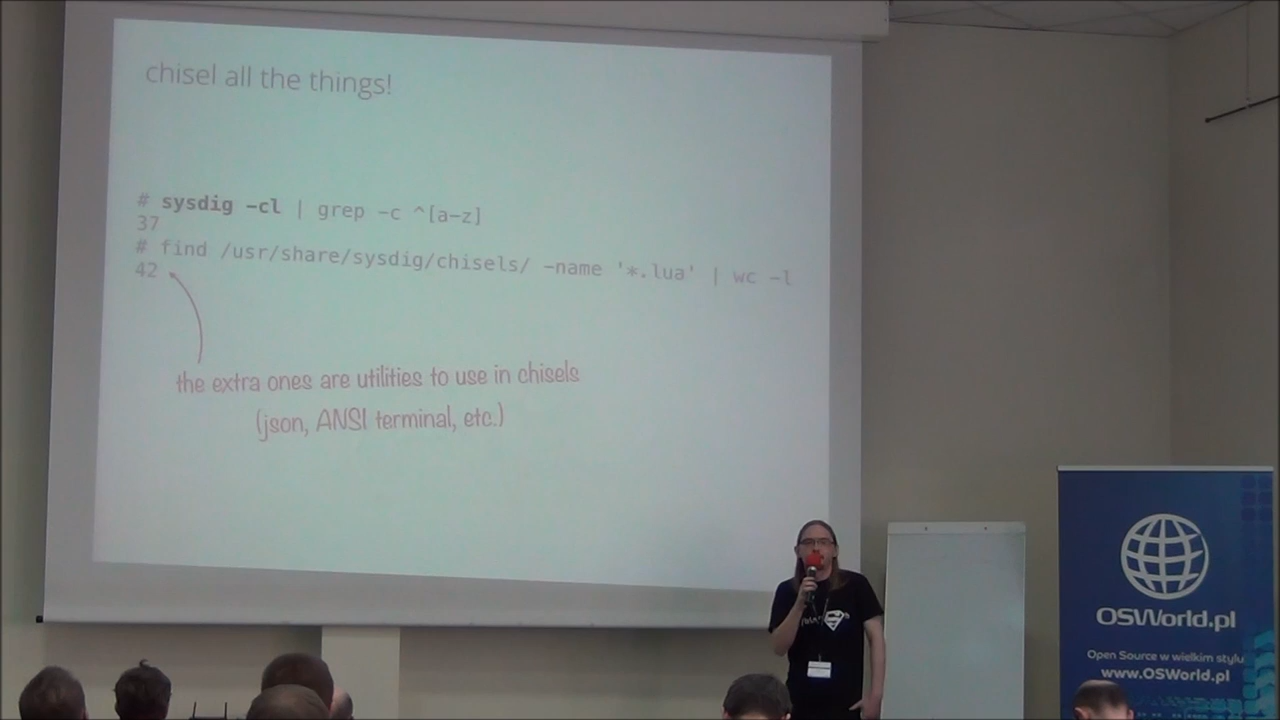 chisel all the things!
# sysdig -cl | grep -c ^[a-z]
37
# find /usr/share/sysdig/chisels/ -name '*.lua' | wc -l
42
the extra ones are utilities to use in chisels
(json, ANSI terminal, etc.)
OSWorld.pl
Open Source w wielkim stylu
www.OSWorld.pl